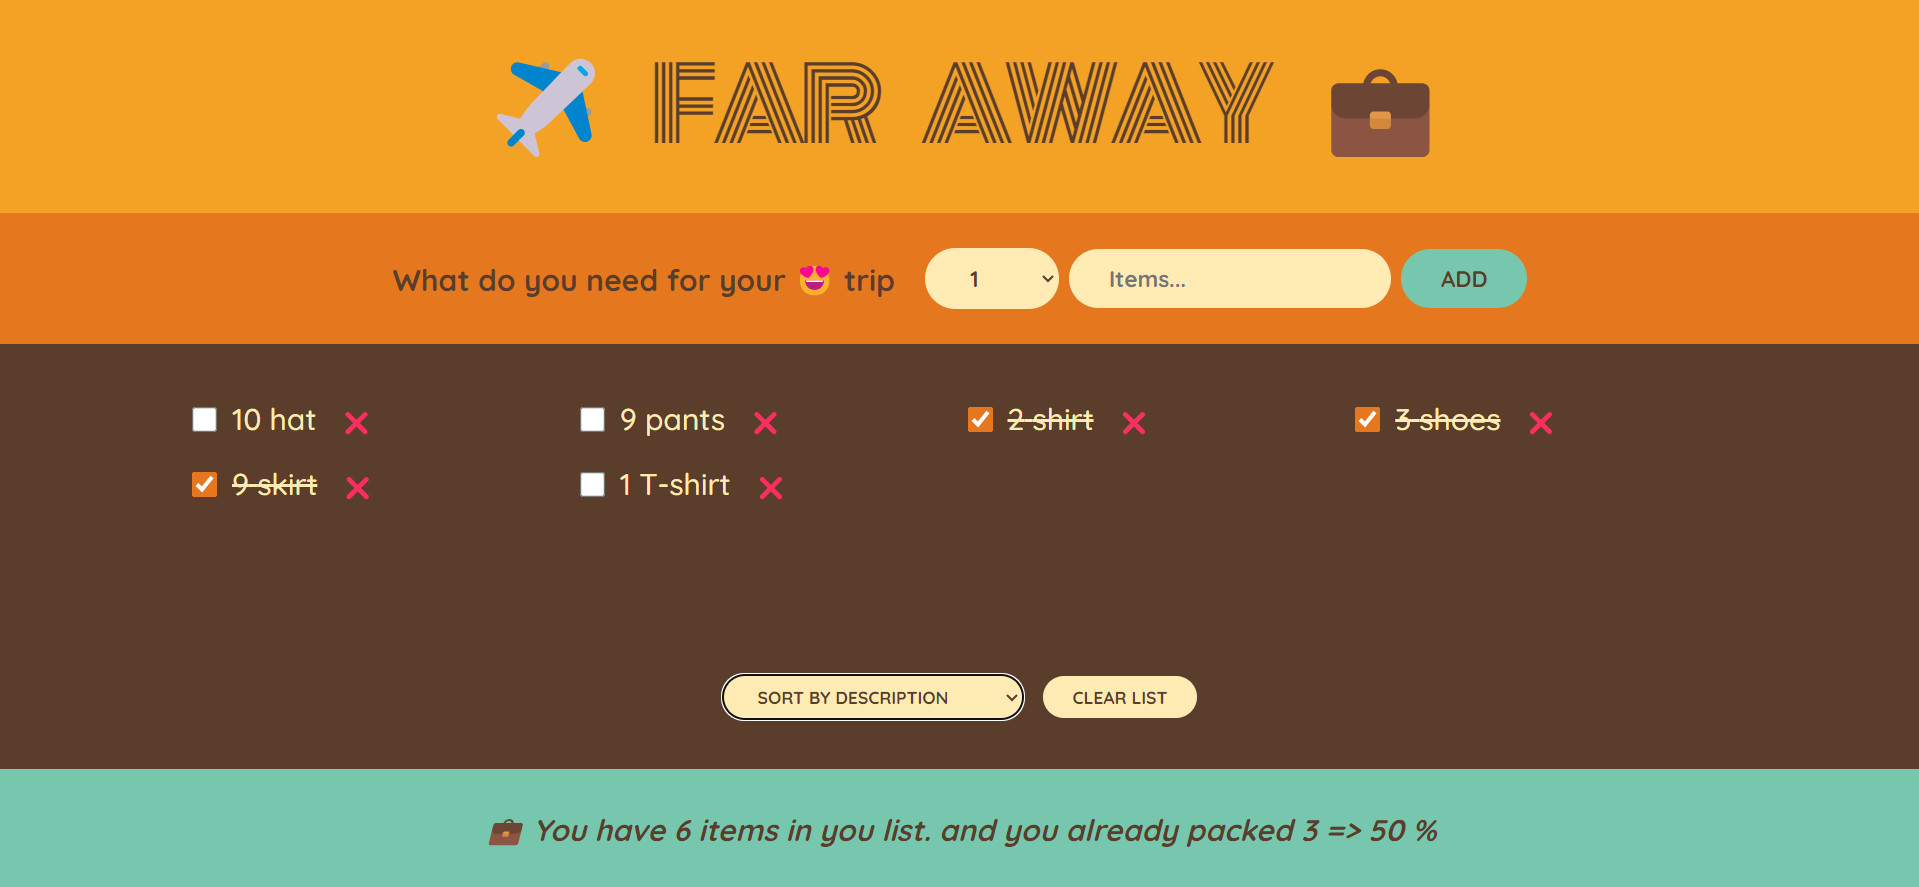 FAR AWAY
What do you need for your 😍 trip 1 Items... ADD
10 hat ❌ 9 pants ❌ 2 shirt ❌ 3 shoes ❌
9 skirt ❌ 1 T-shirt ❌
SORT BY DESCRIPTION CLEAR LIST
You have 6 items in you list. and you already packed 3 => 50 %